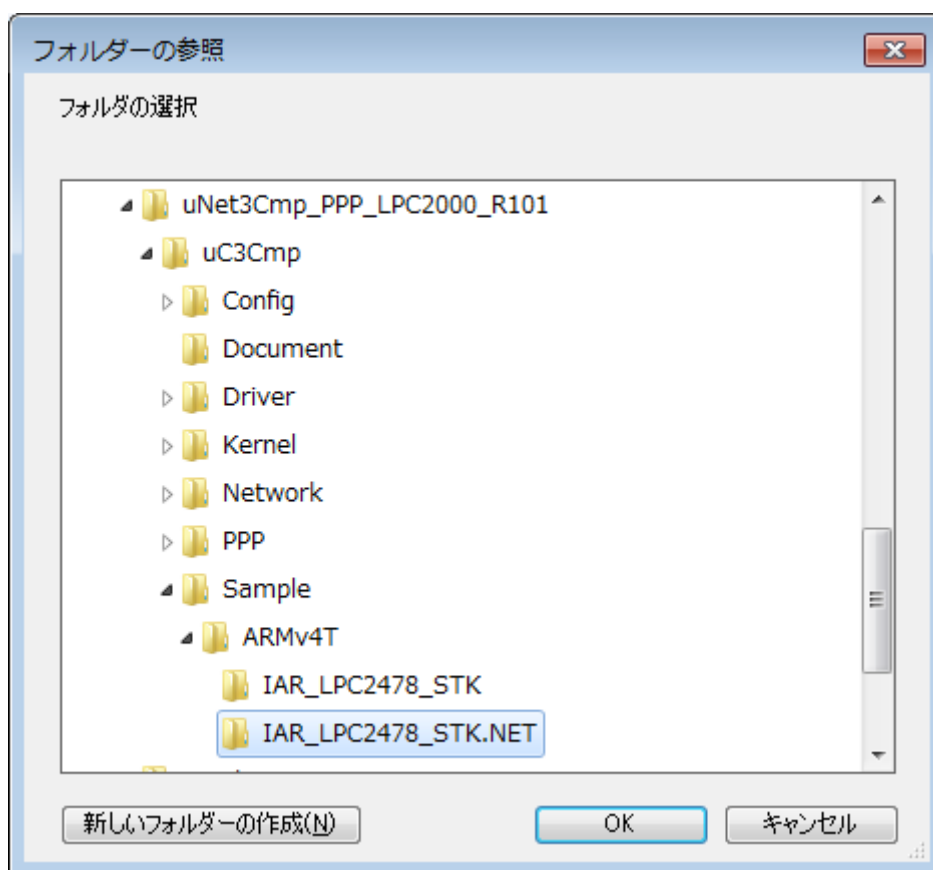 フォルダーの参照
フォルダの選択
uNet3Cmp_PPP_LPC2000_R101
uC3Cmp
Config
Document
Driver
Kernel
Network
PPP
Sample
ARMv4T
IAR_LPC2478_STK
IAR_LPC2478_STK.NET
新しいフォルダーの作成(N) OK キャンセル